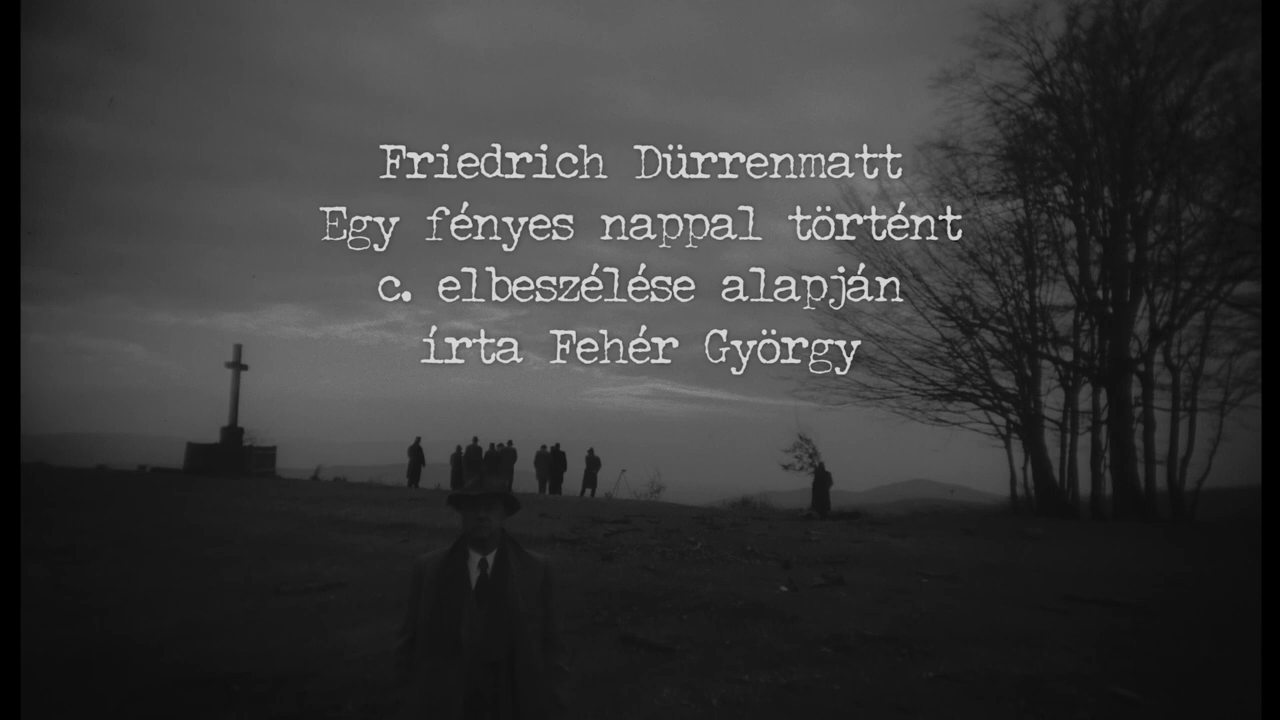 Friedrich Dürrenmatt
Egy fényes nappal történt
c. elbeszélése alapján
írta Fehér György